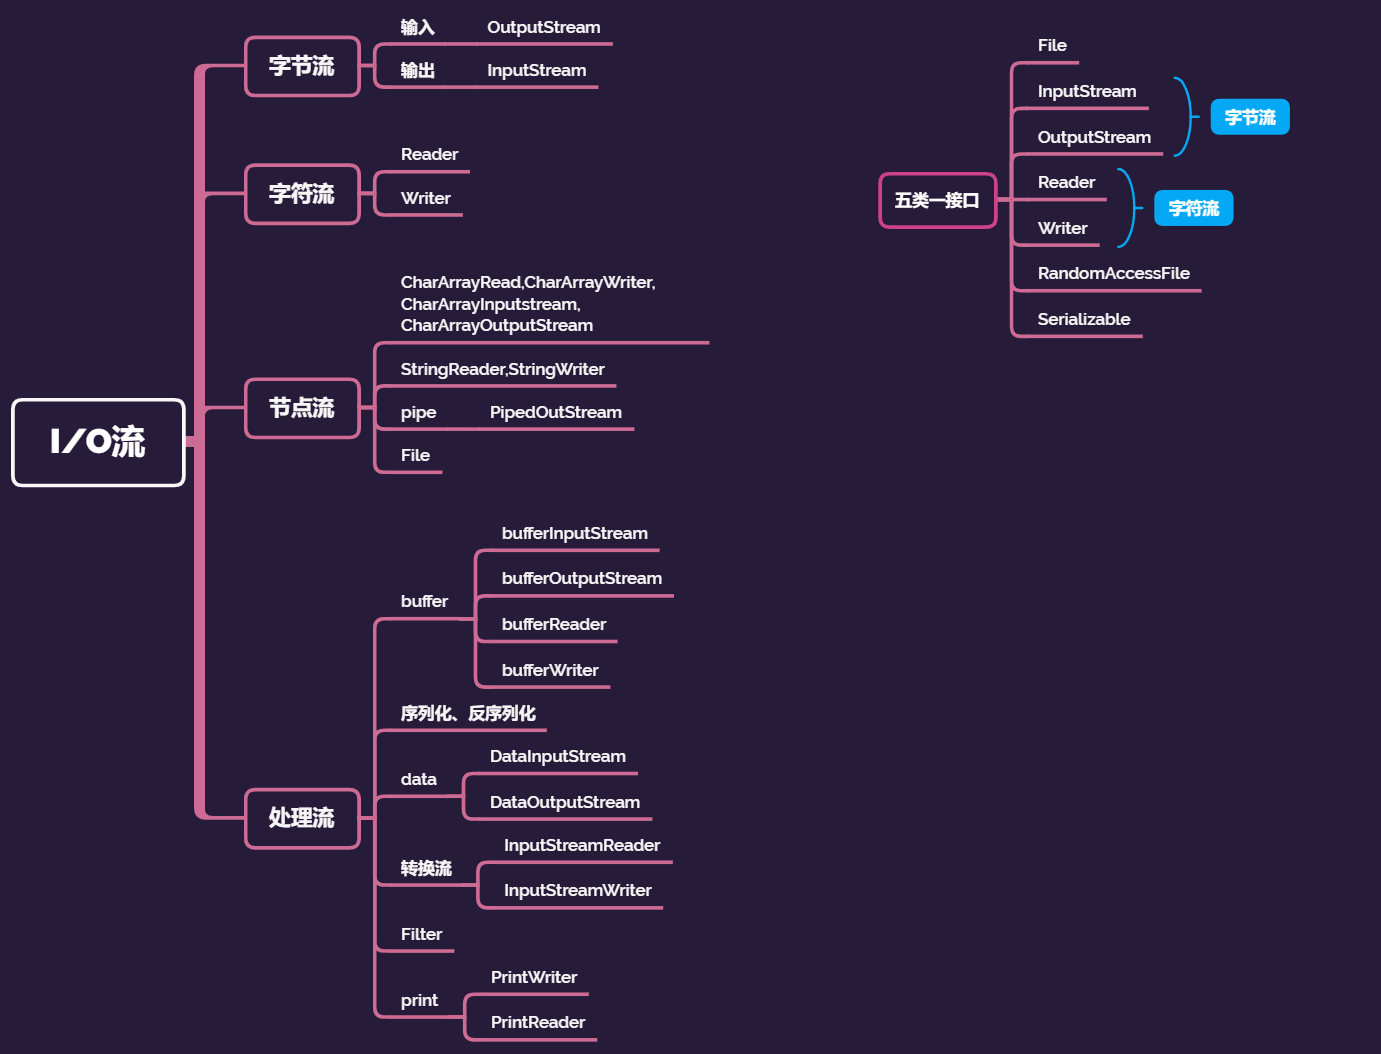 I/O流
字节流
输入
OutputStream
输出
InputStream
字符流
Reader
Writer
节点流
CharArrayRead,CharArrayWriter,
CharArrayInputstream,
CharArrayOutputStream
StringReader,StringWriter
pipe
PipedOutStream
File
处理流
buffer
bufferInputStream
bufferOutputStream
bufferReader
bufferWriter
序列化、反序列化
data
DataInputStream
DataOutputStream
转换流
InputStreamReader
InputStreamWriter
Filter
print
PrintWriter
PrintReader
五类一接口
File
InputStream
OutputStream
字节流
Reader
Writer
字符流
RandomAccessFile
Serializable